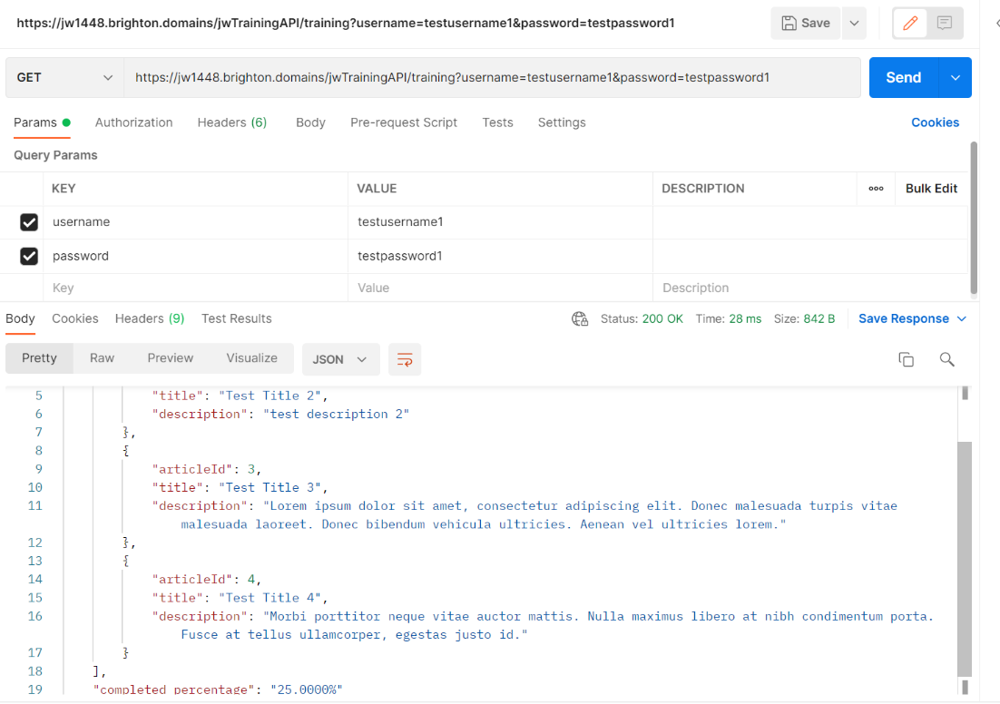 https://jw1448.brighton.domains/jwTrainingAPI/training?username=testusername1&password=testpassword1 Save
GET https://jw1448.brighton.domains/jwTrainingAPI/training?username=testusername1&password=testpassword1 Send
Params Authorization Headers (6) Body Pre-request Script Tests Settings Cookies
Query Params
KEY VALUE DESCRIPTION Bulk Edit
username testusername1
password testpassword1
Key Value Description
Body Cookies Headers (9) Test Results Status: 200 OK Time: 28 ms Size: 842 B Save Response
Pretty Raw Preview Visualize JSON
5 "title": "Test Title 2",
6 "description": "test description 2"
7 },
8 {
9 "articleId": 3,
10 "title": "Test Title 3",
11 "description": "Lorem ipsum dolor sit amet, consectetur adipiscing elit. Donec malesuada turpis vitae
malesuada laoreet. Donec bibendum vehicula ultricies. Aenean vel ultricies lorem."
12 },
13 {
14 "articleId": 4,
15 "title": "Test Title 4",
16 "description": "Morbi porttitor neque vitae auctor mattis. Nulla maximus libero at nibh condimentum porta.
Fusce at tellus ullamcorper, egestas justo id."
17 }
18 ],
19 "completed percentage": "25.0000%"